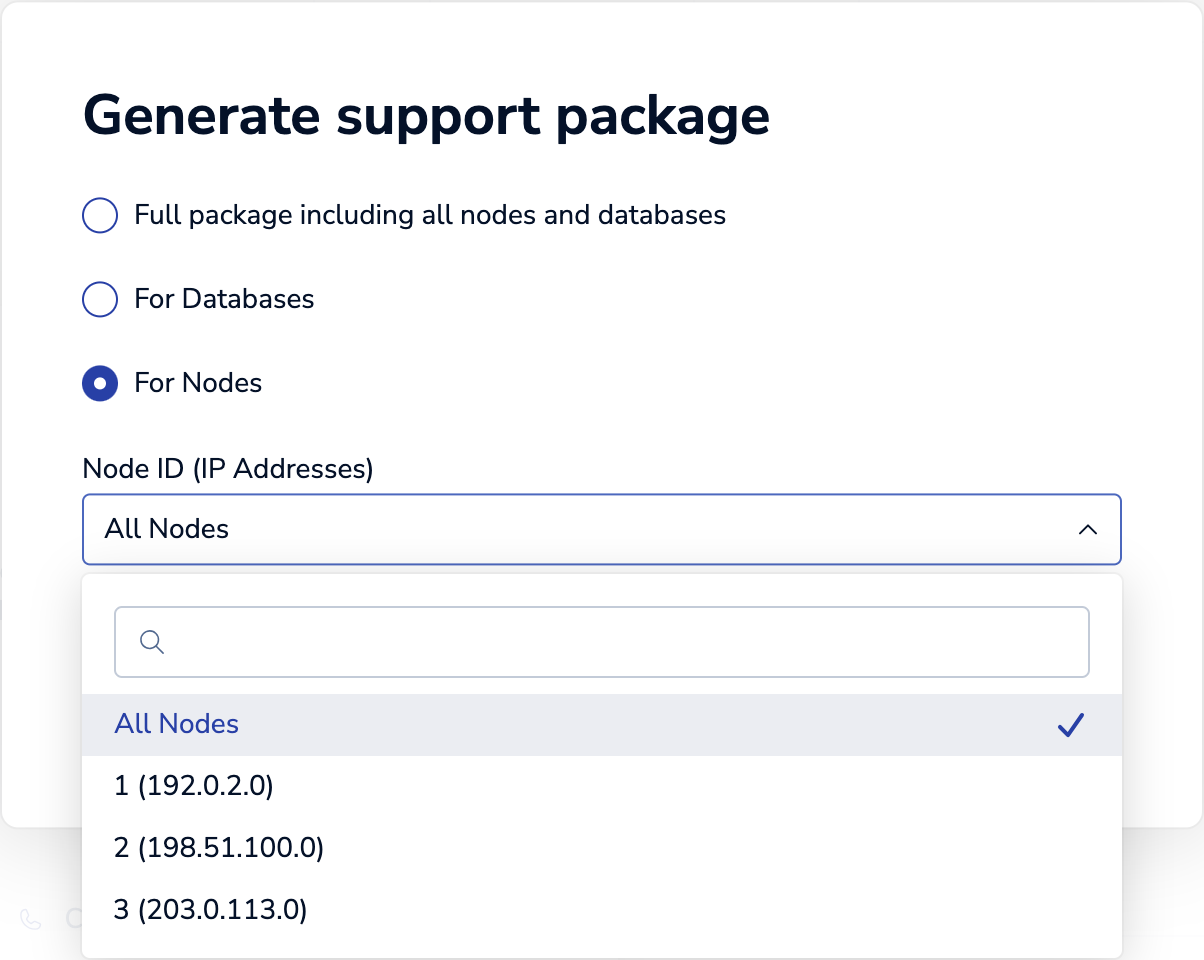 Generate support package
Full package including all nodes and databases
For Databases
For Nodes
Node ID (IP Addresses)
All Nodes
All Nodes
1 (192.0.2.0)
2 (198.51.100.0)
3 (203.0.113.0)